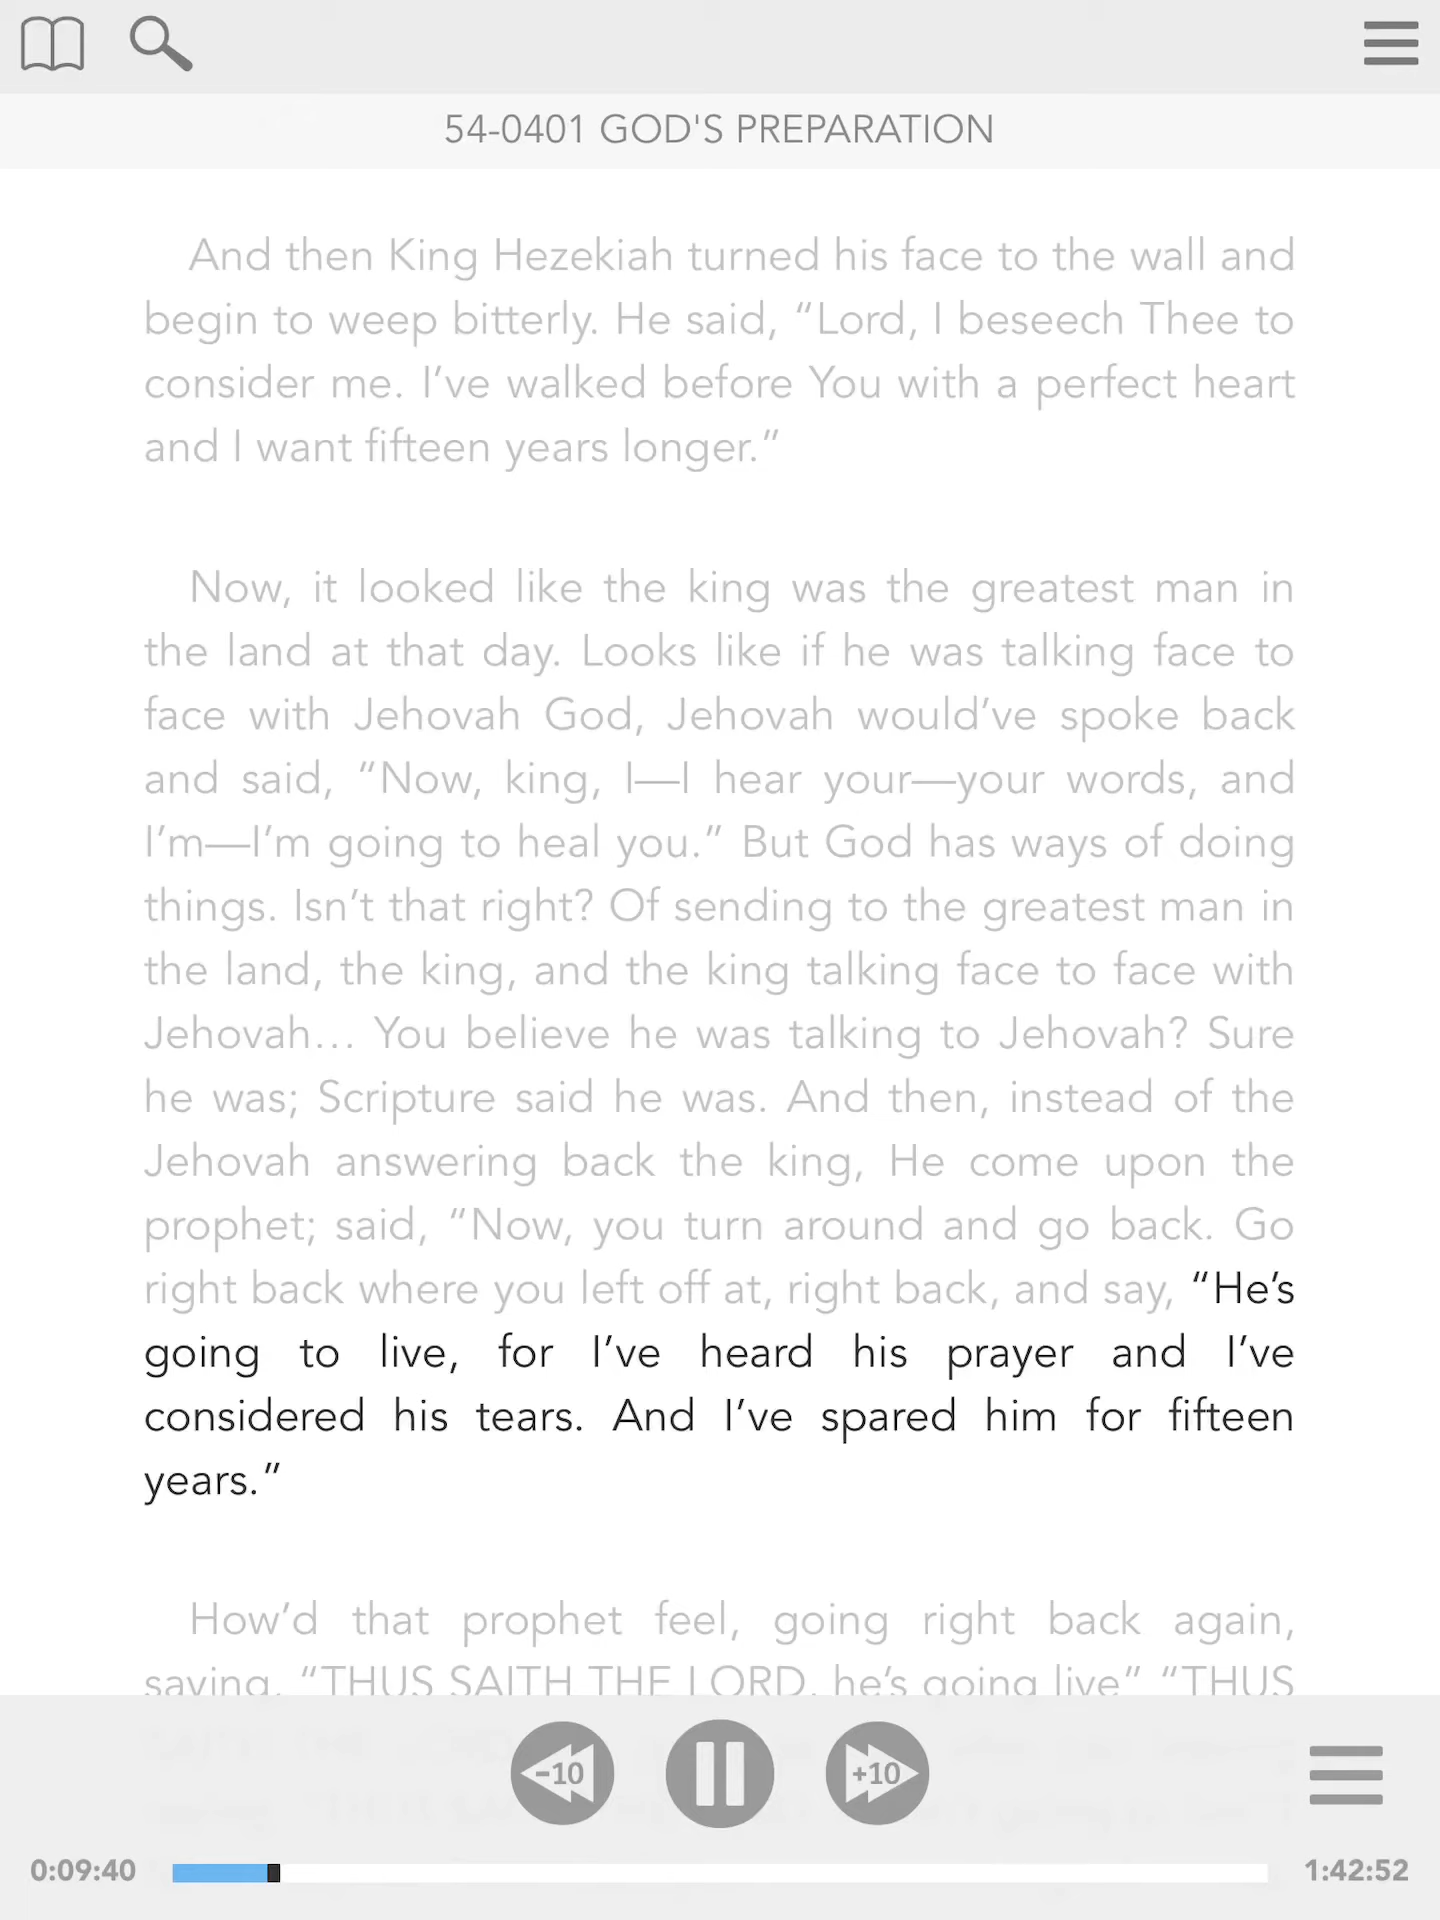 54-0401 GOD'S PREPARATION
And then King Hezekiah turned his face to the wall and
begin to weep bitterly. He said, “Lord, I beseech Thee to
consider me. I’ve walked before You with a perfect heart
and I want fifteen years longer.”
Now, it looked like the king was the greatest man in
the land at that day. Looks like if he was talking face to
face with Jehovah God, Jehovah would’ve spoke back
and said, “Now, king, I—I hear your—your words, and
I’m—I’m going to heal you.” But God has ways of doing
things. Isn’t that right? Of sending to the greatest man in
the land, the king, and the king talking face to face with
Jehovah… You believe he was talking to Jehovah? Sure
he was; Scripture said he was. And then, instead of the
Jehovah answering back the king, He come upon the
prophet; said, “Now, you turn around and go back. Go
right back where you left off at, right back, and say, “He’s
going to live, for I’ve heard his prayer and I’ve
considered his tears. And I’ve spared him for fifteen
years.”
How’d that prophet feel, going right back again,
saying, “THUS SAITH THE LORD, he’s going live” “THUS
-10 +10
0:09:40 1:42:52